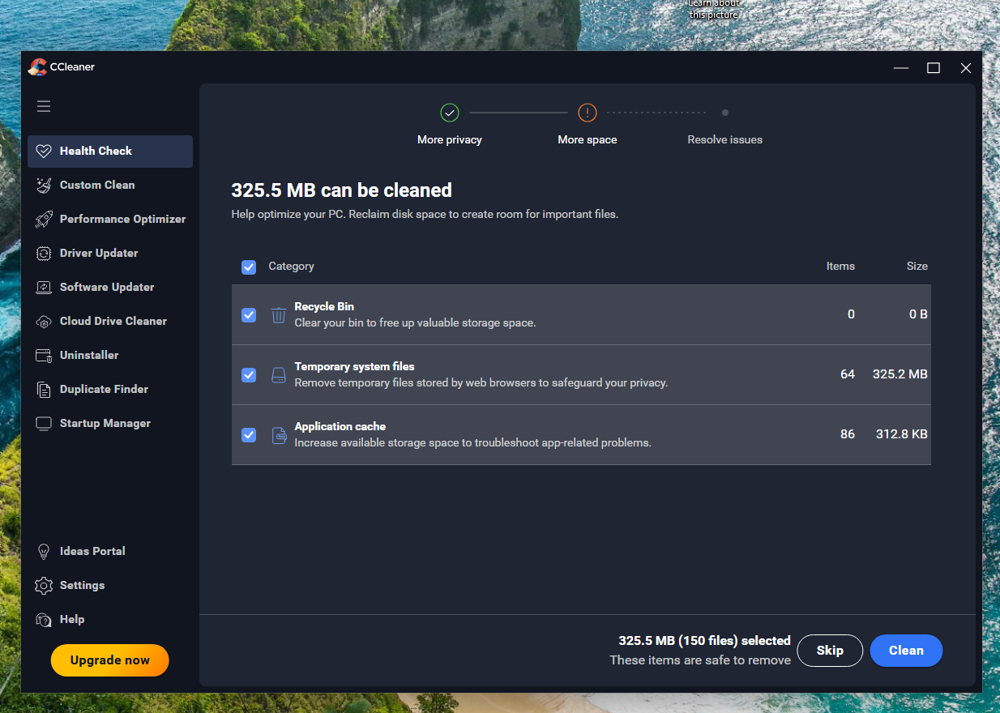 Learn about
this picture
CCleaner
More privacy
More space
Resolve issues
Health Check
Custom Clean
Performance Optimizer
Driver Updater
Software Updater
Cloud Drive Cleaner
Uninstaller
Duplicate Finder
Startup Manager
Ideas Portal
Settings
Help
Upgrade now
325.5 MB can be cleaned
Help optimize your PC. Reclaim disk space to create room for important files.
Category Items Size
Recycle Bin
Clear your bin to free up valuable storage space.
0 0 B
Temporary system files
Remove temporary files stored by web browsers to safeguard your privacy.
64 325.2 MB
Application cache
Increase available storage space to troubleshoot app-related problems.
86 312.8 KB
325.5 MB (150 files) selected
These items are safe to remove
Skip
Clean